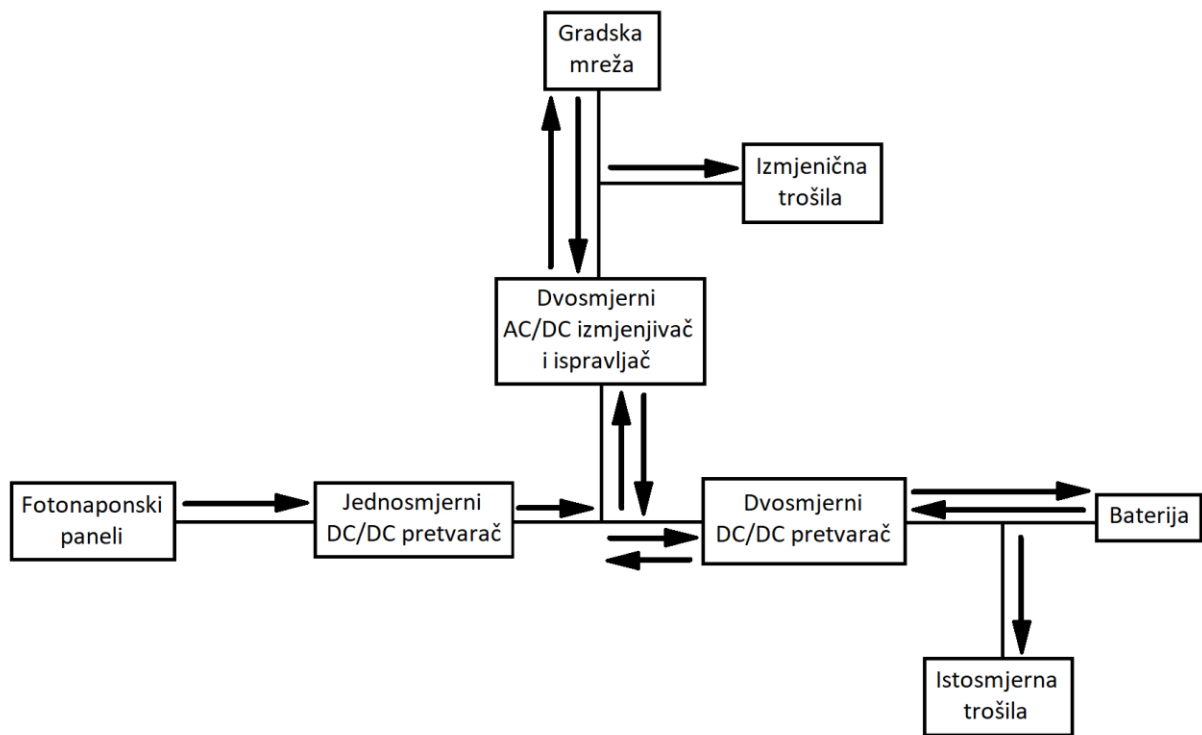 Gradska
mreža
Izmjenična
trošila
Dvosmjerni
AC/DC izmjenjivač
i ispravljač
Fotonaponski
paneli
Jednosmjerni
DC/DC pretvarač
Dvosmjerni
DC/DC pretvarač
Baterija
Istosmjerna
trošila